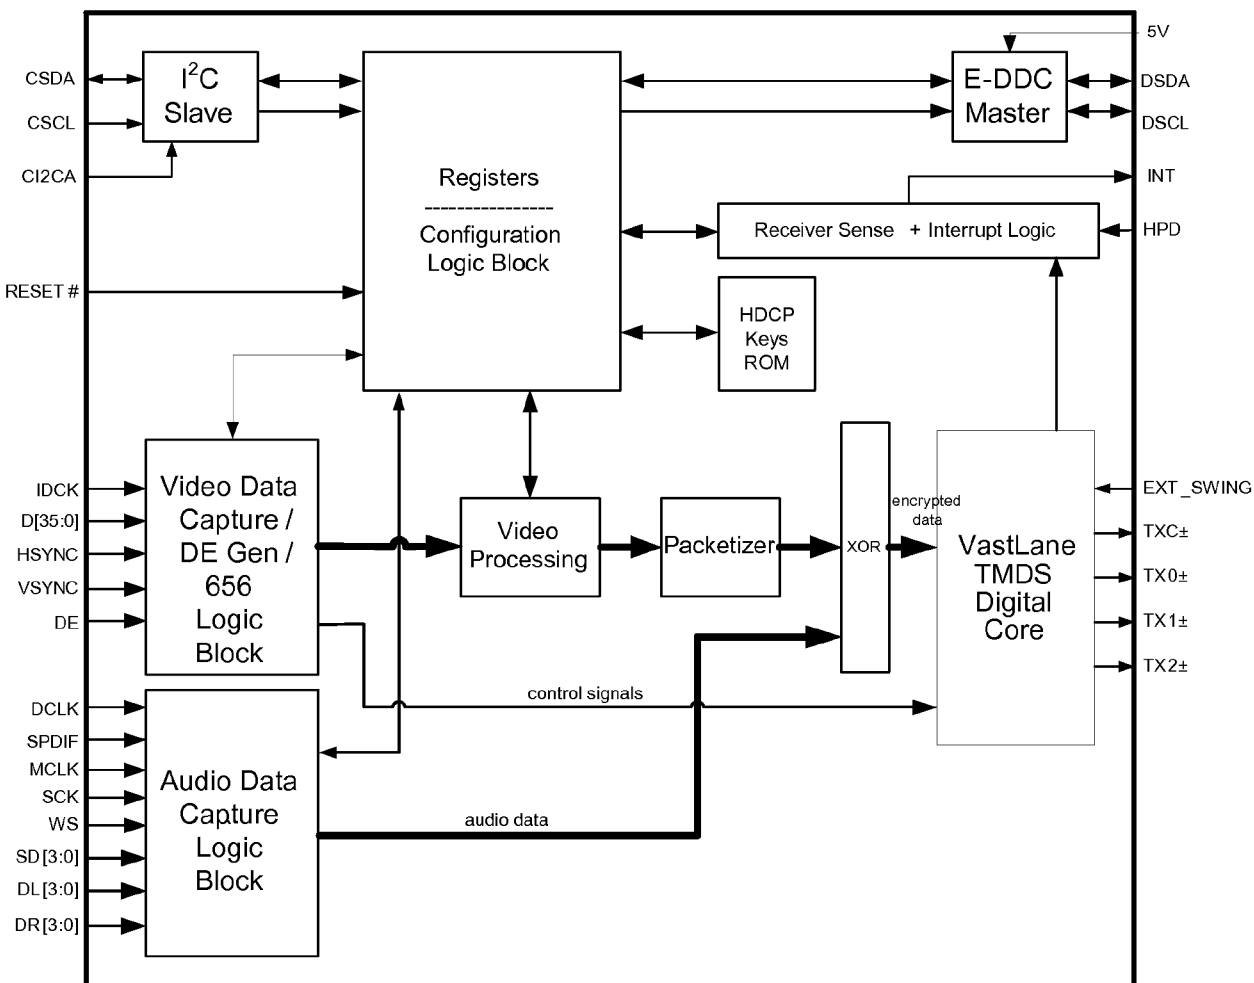 5V
CSDA
I²C
Slave
E-DDC
Master
DSDA
CSCL
DSCL
CI2CA
Registers
----------------
Configuration
Logic Block
INT
Receiver Sense + Interrupt Logic
HPD
RESET #
HDCP
Keys
ROM
IDCK
D[35:0]
HSYNC
VSYNC
DE
Video Data
Capture /
DE Gen /
656
Logic
Block
Video
Processing
Packetizer
XOR
encrypted
data
VastLane
TMDS
Digital
Core
EXT_SWING
TXC±
TX0±
TX1±
TX2±
control signals
DCLK
SPDIF
MCLK
SCK
WS
SD[3:0]
DL[3:0]
DR[3:0]
Audio Data
Capture
Logic
Block
audio data